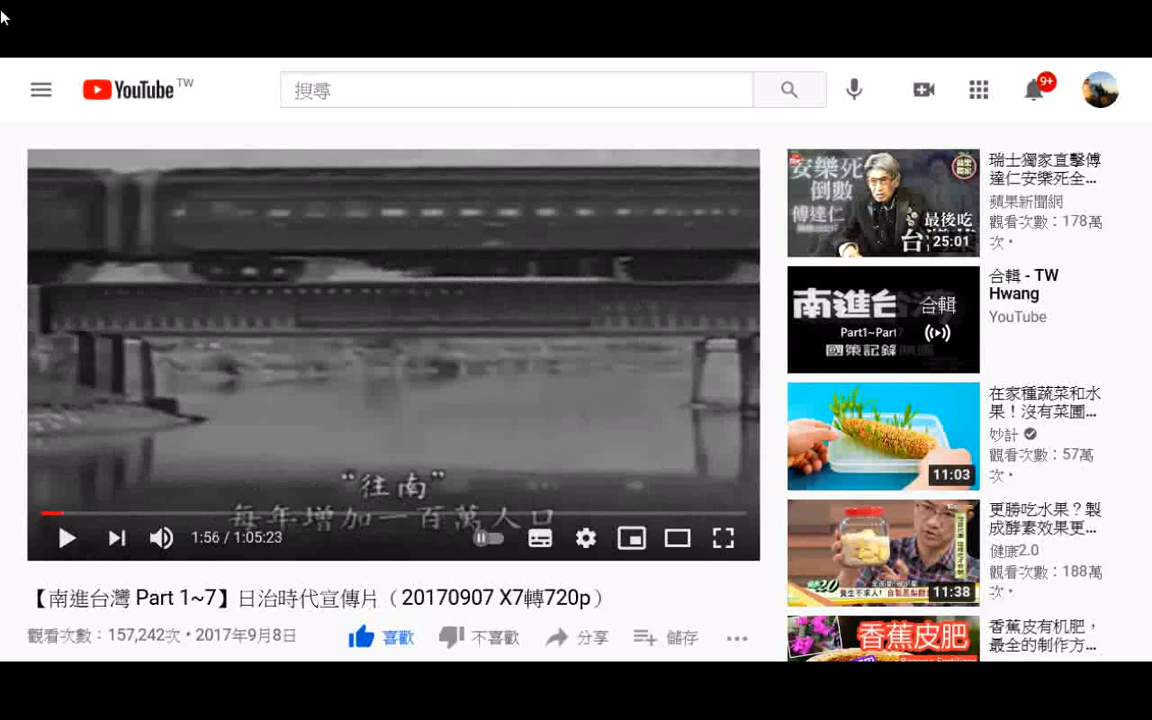 YouTube TW
搜尋
9+
"往南"
每年增加一百萬人口
1:56 / 1:05:23
【南進台灣 Part 1~7】日治時代宣傳片（20170907 X7轉720p）
觀看次數：157,242次 • 2017年9月8日
喜歡
不喜歡
分享
儲存
安樂死
倒數
傅達仁
最後吃
台
25:01
瑞士獨家直擊傅
達仁安樂死全...
蘋果新聞網
觀看次數：178萬
次 •
南進台
合輯
Part1~Part7
國策記錄
合輯 - TW
Hwang
YouTube
11:03
在家種蔬菜和水
果！沒有菜圃...
妙計
觀看次數：57萬
次 •
11:38
更勝吃水果？製
成酵素效果更...
健康2.0
觀看次數：188萬
次 •
香蕉皮肥
香蕉皮有机肥，
最全的制作方...